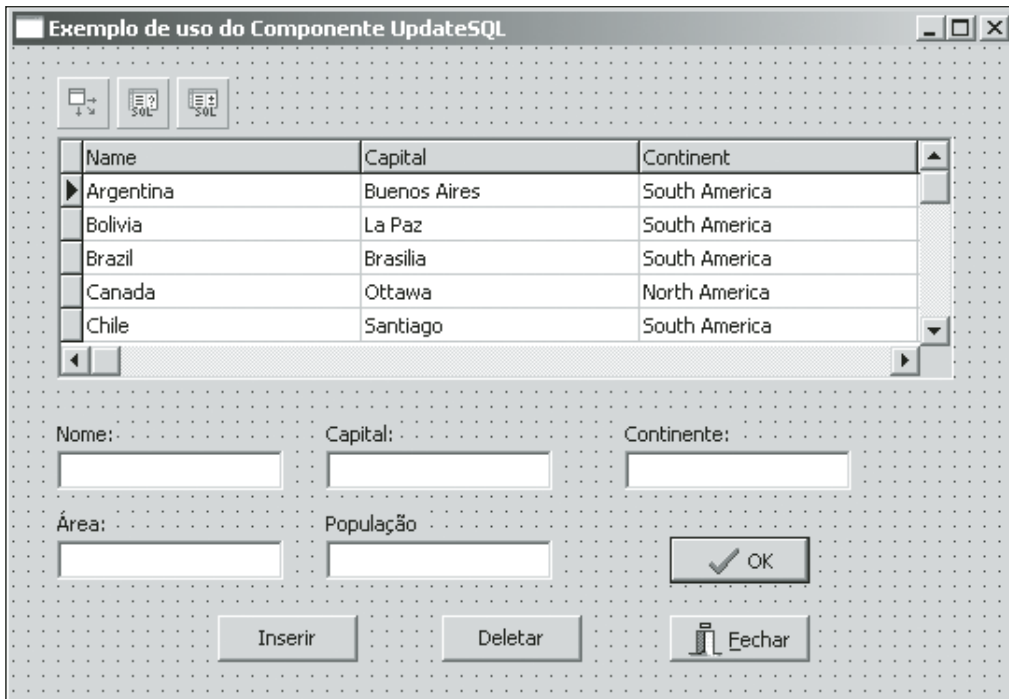 Exemplo de uso do Componente UpdateSQL
SQL SQL
Name Capital Continent
Argentina Buenos Aires South America
Bolivia La Paz South America
Brazil Brasilia South America
Canada Ottawa North America
Chile Santiago South America
Nome: Capital: Continente:
Área: População
OK
Inserir Deletar Fechar